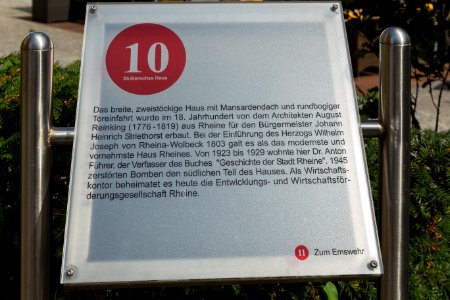 10
Striätersches Haus
Das breite, zweistöckige Haus mit Mansardendach und rundbogiger
Toreinfahrt wurde im 18. Jahrhundert von dem Architekten August
Reinking (1776 -1819) aus Rheine für den Bürgermeister Johann
Heinrich Striethorst erbaut. Bei der Einführung des Herzogs Wilhelm
Joseph von Rheina-Wolbeck 1803 galt es als das modernste und
vornehmste Haus Rheines. Von 1923 bis 1929 wohnte hier Dr. Anton
Führer, der Verfasser des Buches "Geschichte der Stadt Rheine". 1945
zerstörten Bomben den südlichen Teil des Hauses. Als Wirtschafts-
kontor beheimatet es heute die Entwicklungs- und Wirtschaftsför-
derungsgesellschaft Rheine.
11 Zum Emswehr